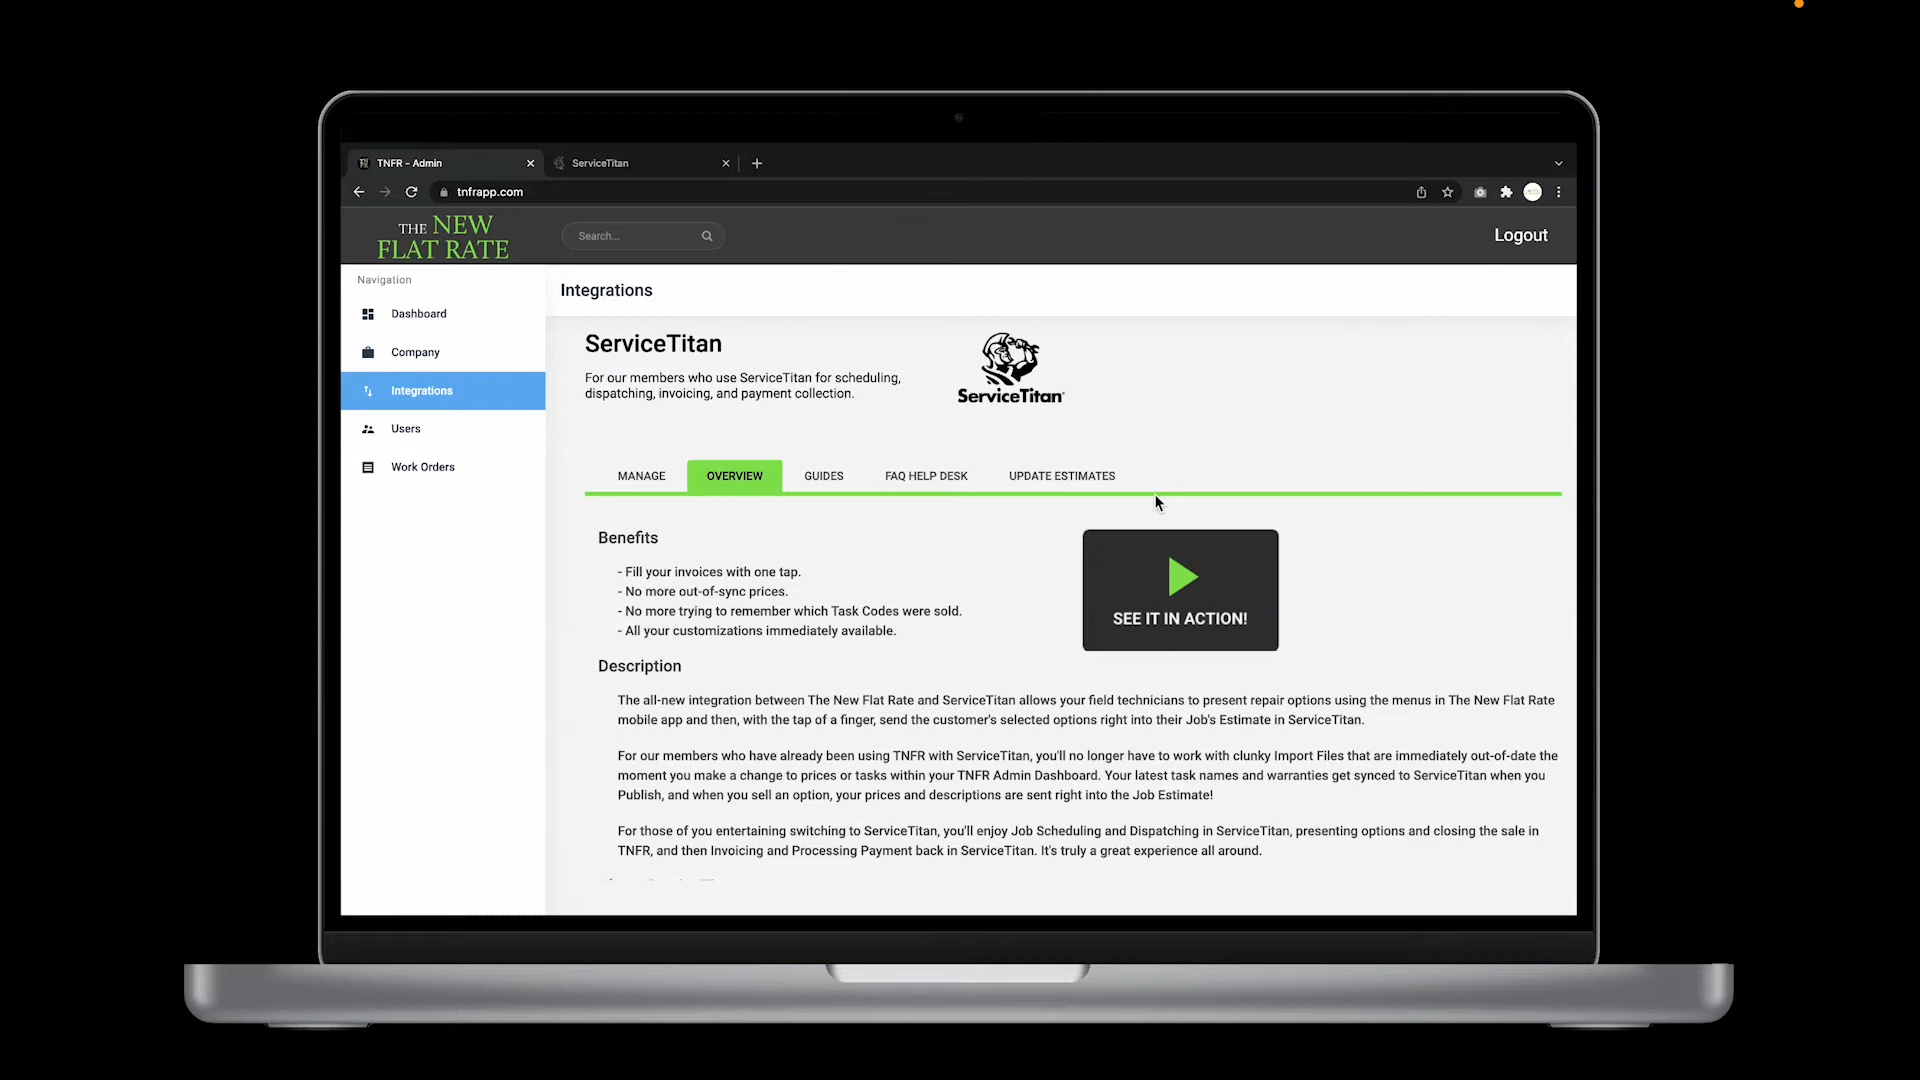 TNFR - Admin
ServiceTitan
tnfrapp.com
THE NEW
FLAT RATE
Search...
Logout
Navigation
Dashboard
Company
Integrations
Users
Work Orders
Integrations
ServiceTitan
For our members who use ServiceTitan for scheduling,
dispatching, invoicing, and payment collection.
ServiceTitan
MANAGE
OVERVIEW
GUIDES
FAQ HELP DESK
UPDATE ESTIMATES
Benefits
- Fill your invoices with one tap.
- No more out-of-sync prices.
- No more trying to remember which Task Codes were sold.
- All your customizations immediately available.
SEE IT IN ACTION!
Description
The all-new integration between The New Flat Rate and ServiceTitan allows your field technicians to present repair options using the menus in The New Flat Rate
mobile app and then, with the tap of a finger, send the customer's selected options right into their Job's Estimate in ServiceTitan.
For our members who have already been using TNFR with ServiceTitan, you'll no longer have to work with clunky Import Files that are immediately out-of-date the
moment you make a change to prices or tasks within your TNFR Admin Dashboard. Your latest task names and warranties get synced to ServiceTitan when you
Publish, and when you sell an option, your prices and descriptions are sent right into the Job Estimate!
For those of you entertaining switching to ServiceTitan, you'll enjoy Job Scheduling and Dispatching in ServiceTitan, presenting options and closing the sale in
TNFR, and then Invoicing and Processing Payment back in ServiceTitan. It's truly a great experience all around.